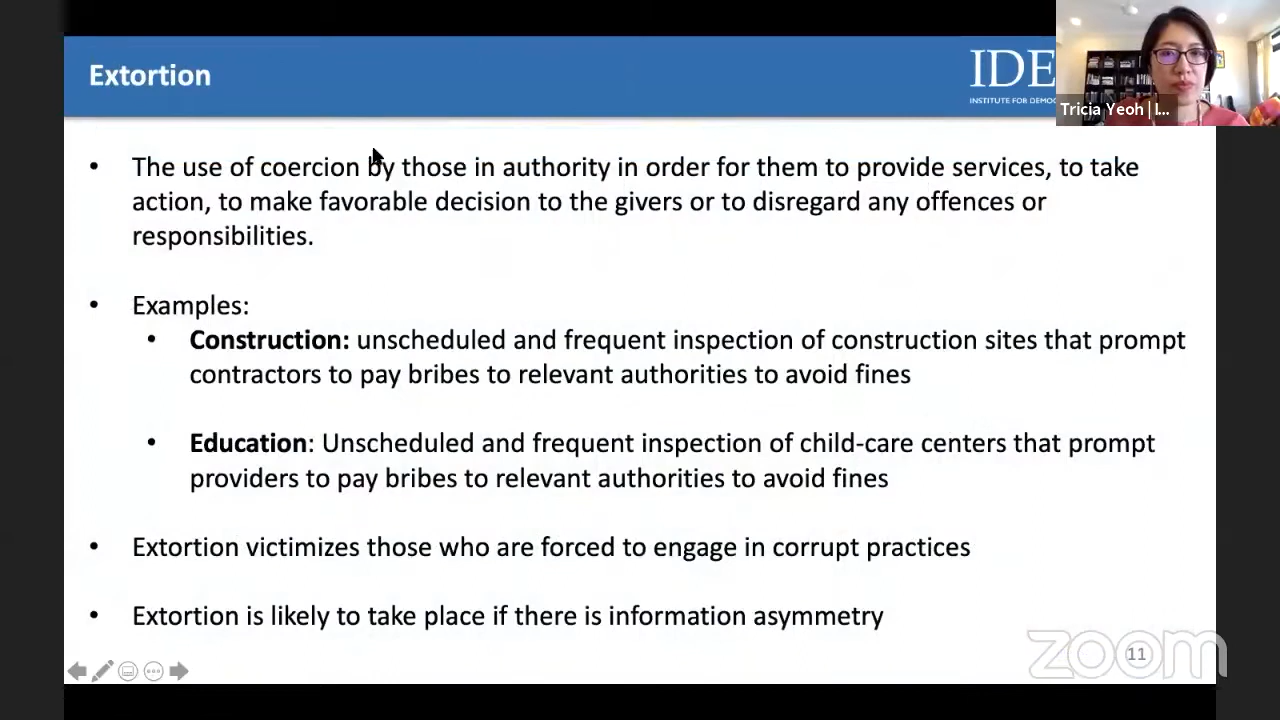 Extortion
IDE
INSTITUTE FOR DEMOC
Tricia Yeoh | I...
• The use of coercion by those in authority in order for them to provide services, to take
action, to make favorable decision to the givers or to disregard any offences or
responsibilities.
• Examples:
• Construction: unscheduled and frequent inspection of construction sites that prompt
contractors to pay bribes to relevant authorities to avoid fines
• Education: Unscheduled and frequent inspection of child-care centers that prompt
providers to pay bribes to relevant authorities to avoid fines
• Extortion victimizes those who are forced to engage in corrupt practices
• Extortion is likely to take place if there is information asymmetry
zoom
11